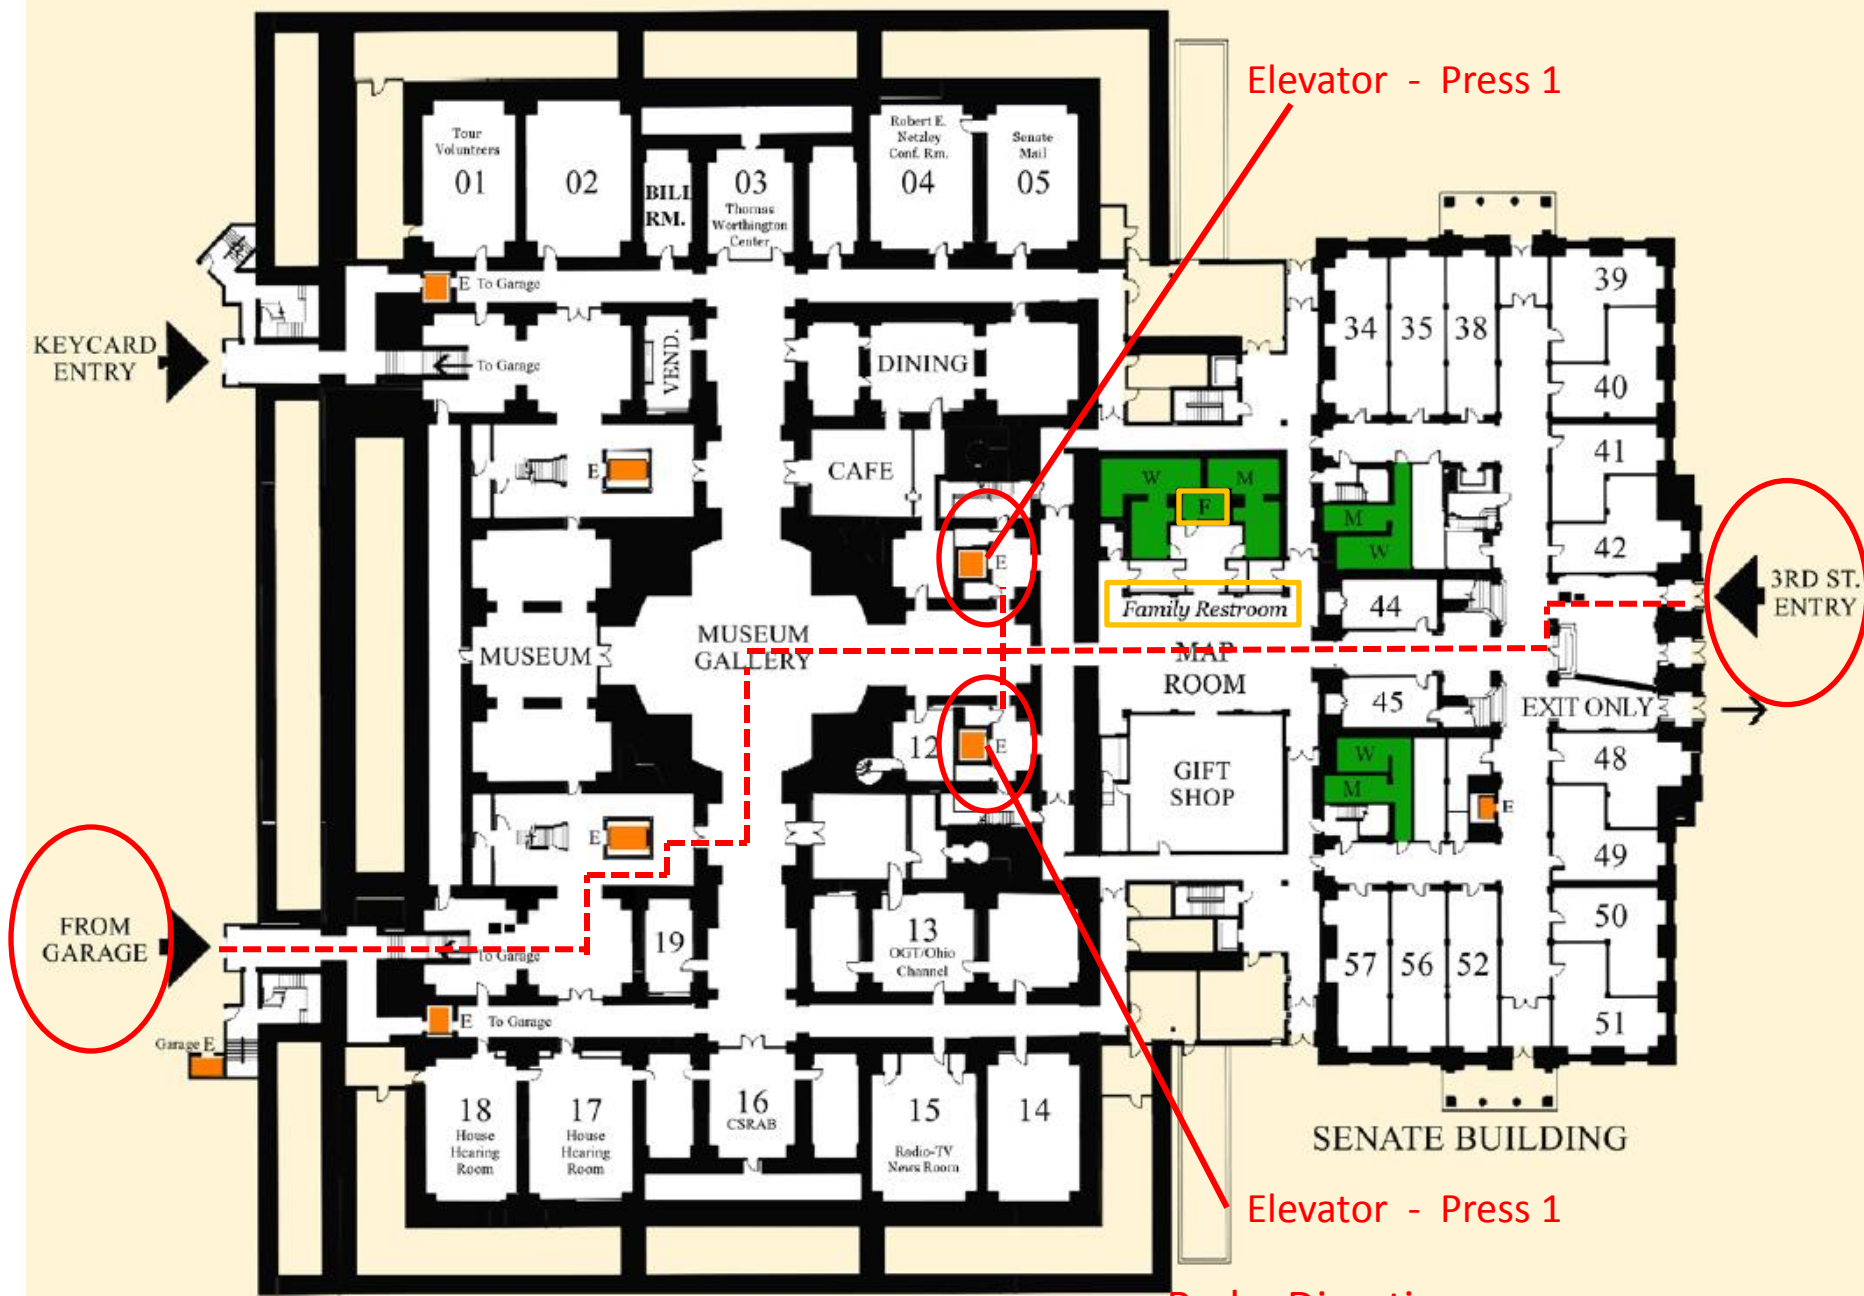 Elevator - Press 1
Tour
Volunteers
01
02
BILL
RM.
03
Thomas
Worthington
Center
Robert E.
Netzley
Conf. Rm.
04
Senate
Mail
05
E To Garage
KEYCARD
ENTRY
To Garage
VEND.
DINING
34
35
38
39
40
E
CAFE
W
M
F
41
M
W
42
E
Family Restroom
44
3RD ST.
ENTRY
MUSEUM
MUSEUM
GALLERY
MAP
ROOM
45
EXIT ONLY
12
E
GIFT
SHOP
W
M
48
E
E
E
49
FROM
GARAGE
To Garage
19
13
OGT/Ohio
Channel
57
56
52
50
51
E To Garage
Garage E
18
House
Hearing
Room
17
House
Hearing
Room
16
CSRAB
15
Radio-TV
News Room
14
SENATE BUILDING
Elevator - Press 1